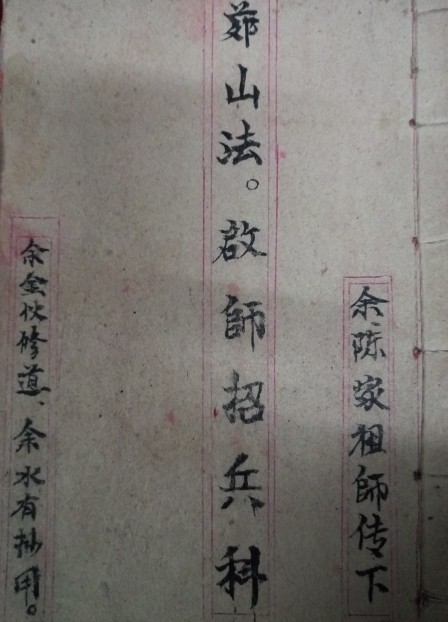 余陈家祖師传下
茆山法。啟師招兵科
余金伙修道、余水有抄用。